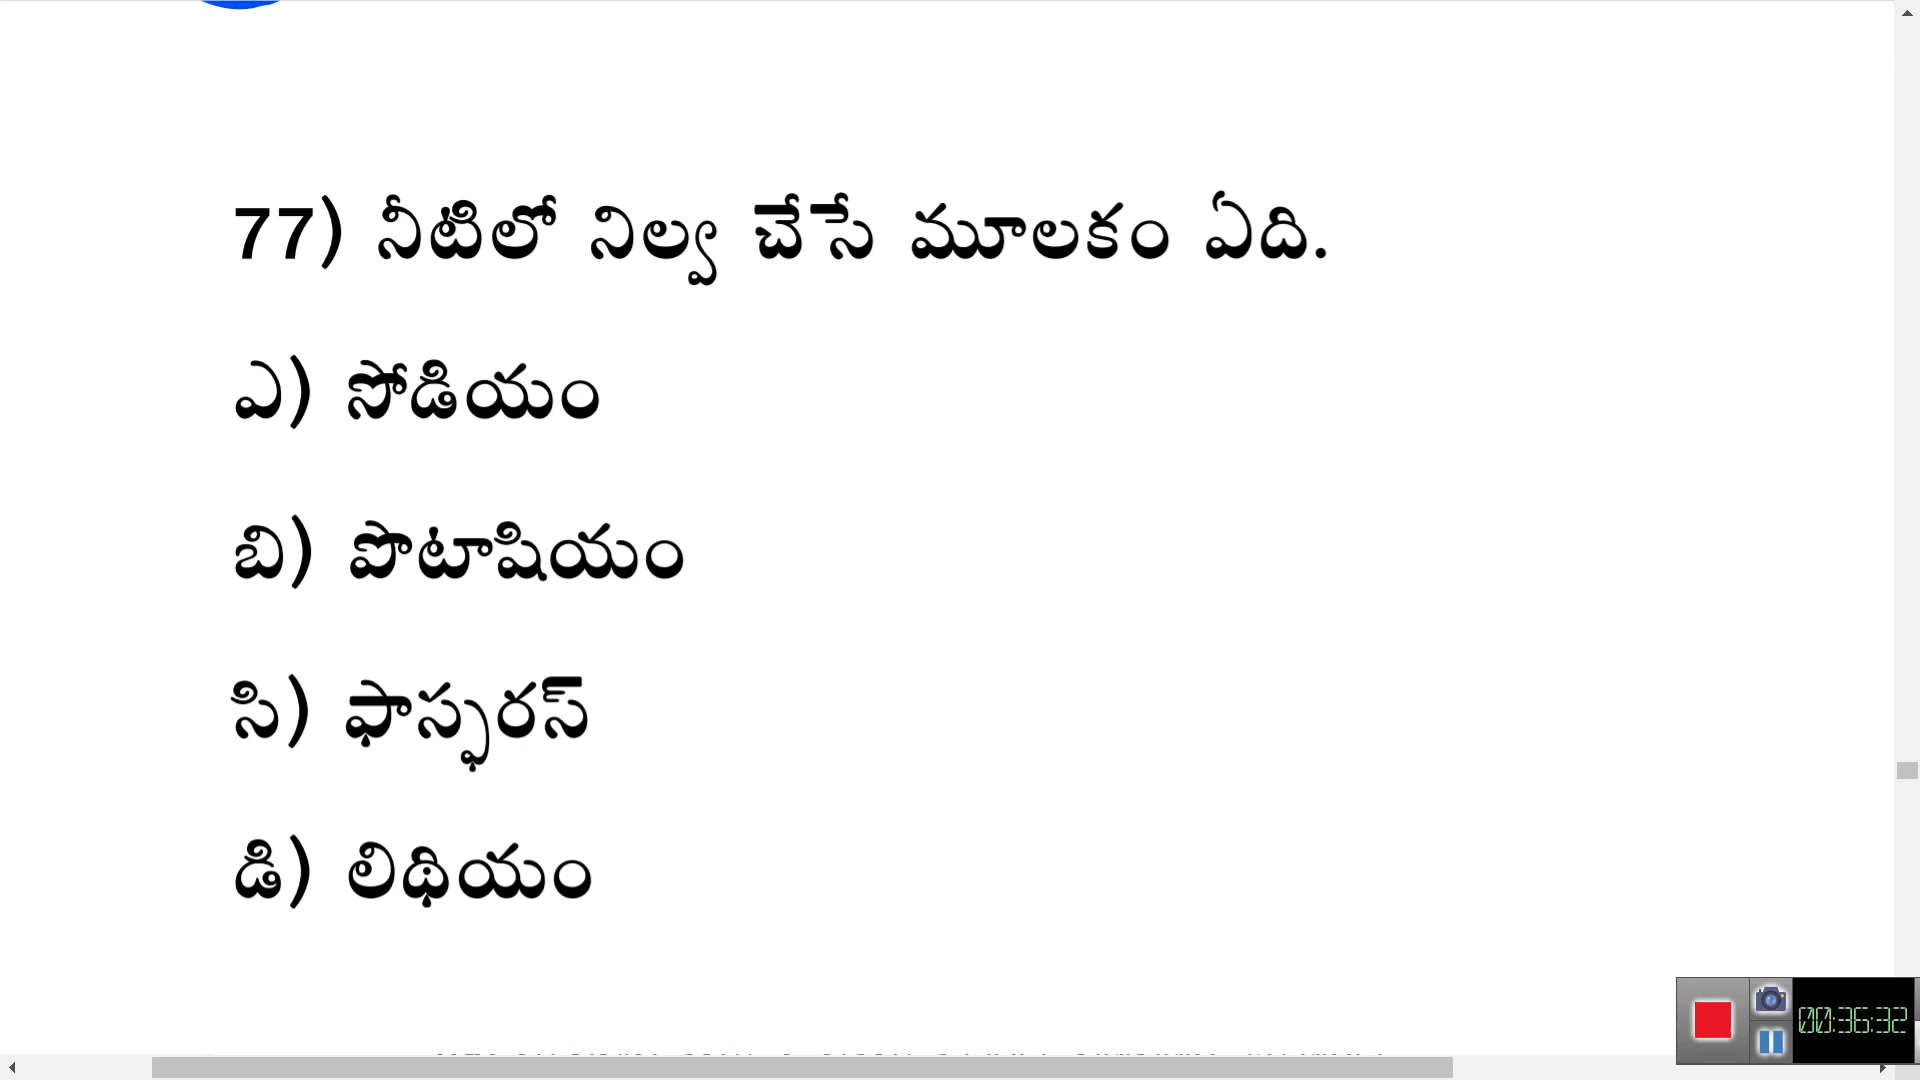 77) నీటిలో నిల్వ చేసే మూలకం ఏది.
ఎ) సోడియం
బి) పొటాషియం
సి) ఫాస్ఫరస్
డి) లిథియం
00:36:32